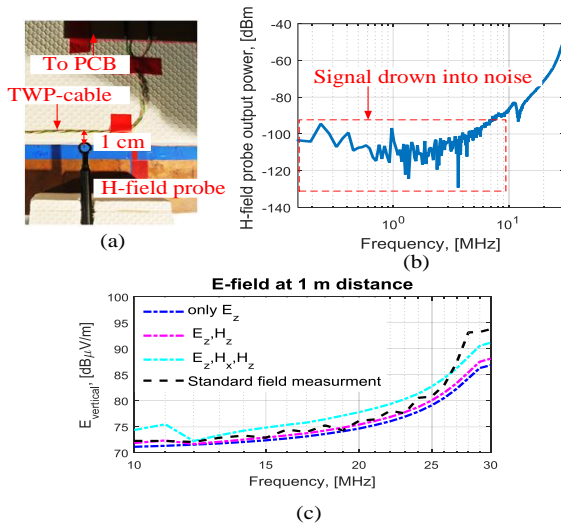 To PCB
TWP-cable
1 cm
H-field probe
(a)
H-field probe output power, [dBm
-40
-60
-80
-100
-120
-140
Signal drown into noise
10^0
10^1
Frequency, [MHz]
(b)
E-field at 1 m distance
E_vertical, [dBμV/m]
100
95
90
85
80
75
70
only E_z
E_z,H_z
E_z,H_x,H_z
Standard field measurment
10
15
20
25
30
Frequency, [MHz]
(c)